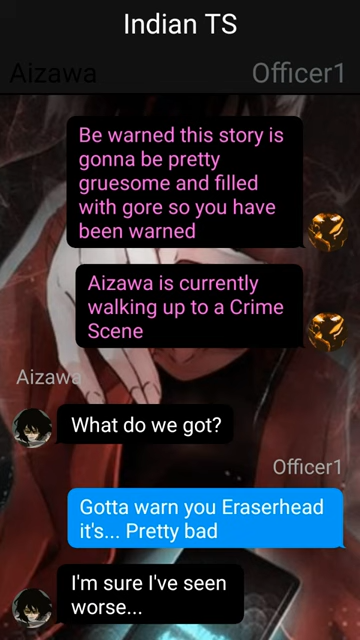 Indian TS
Aizawa
Officer1
Be warned this story is
gonna be pretty
gruesome and filled
with gore so you have
been warned
Aizawa is currently
walking up to a Crime
Scene
Aizawa
What do we got?
Officer1
Gotta warn you Eraserhead
it's... Pretty bad
I'm sure I've seen
worse...